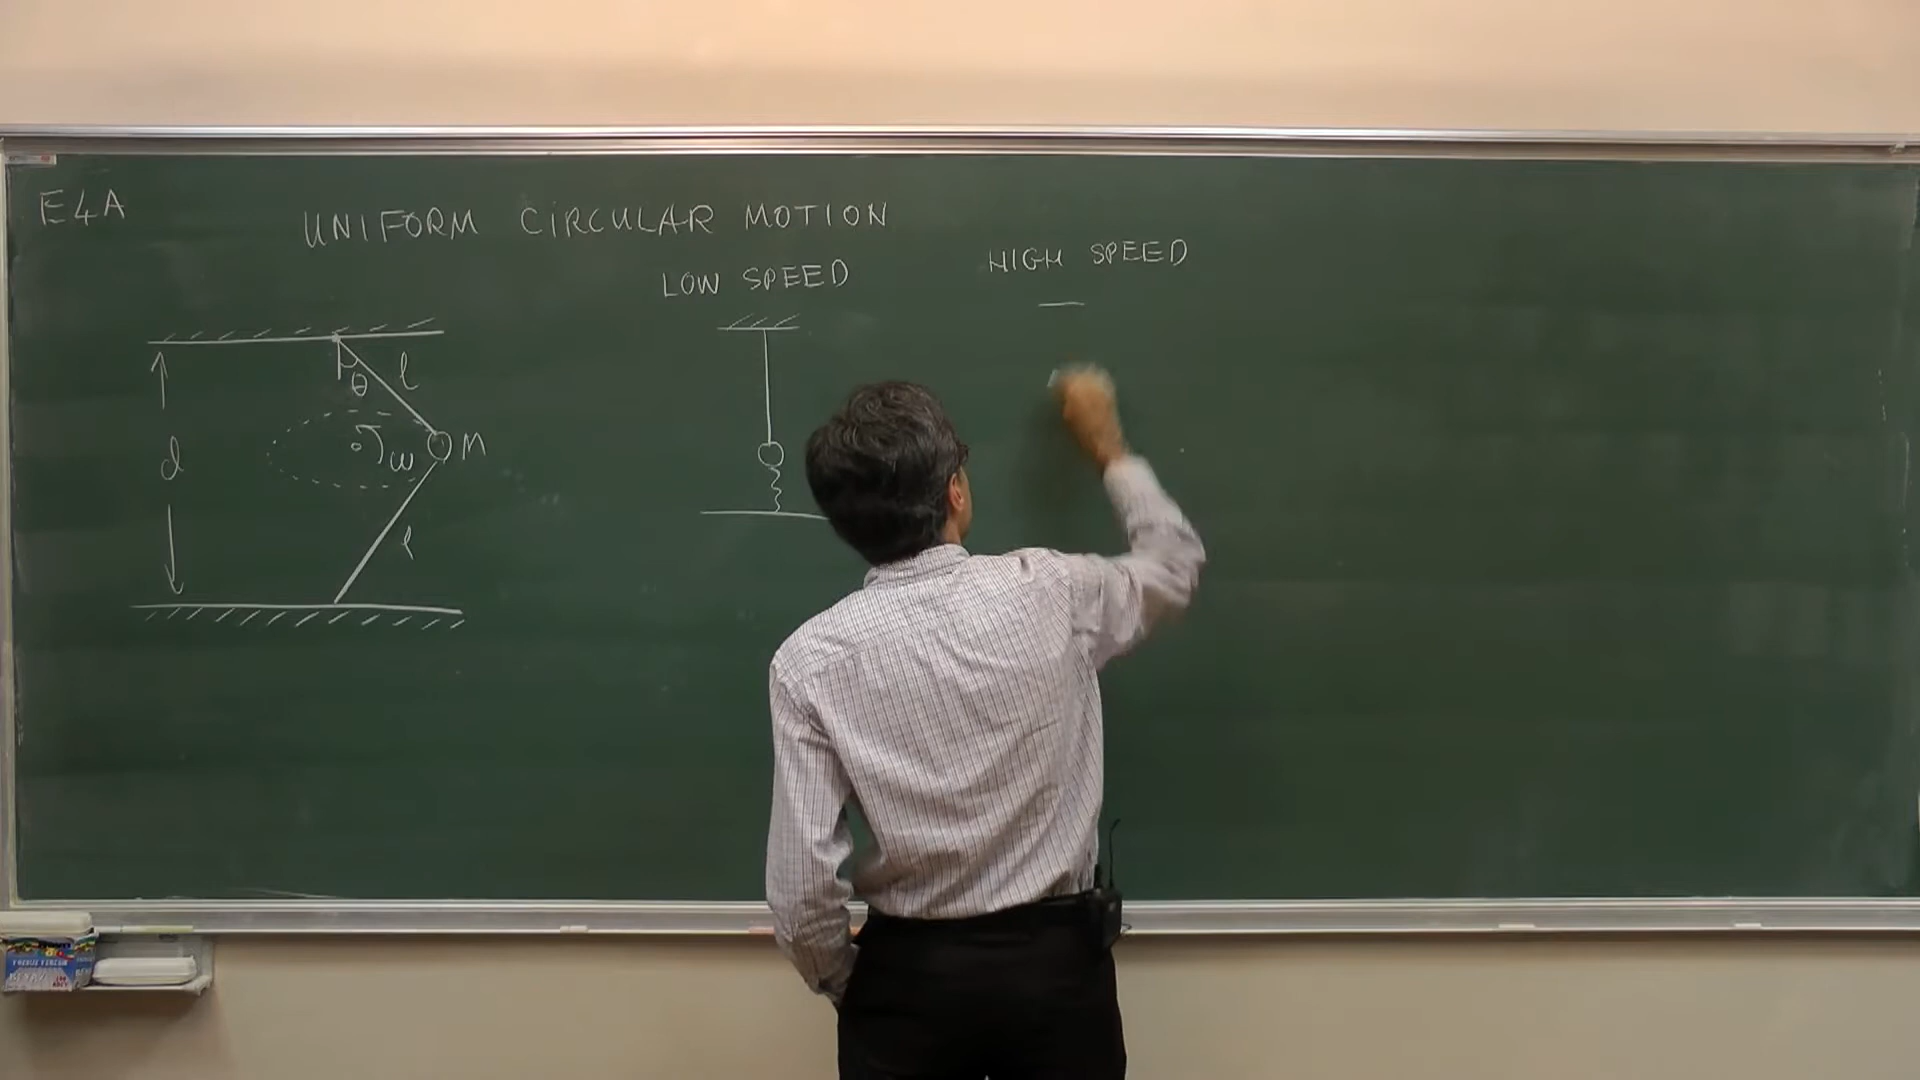 E4A
UNIFORM CIRCULAR MOTION
LOW SPEED
HIGH SPEED
θ
l
d
ω
M
l